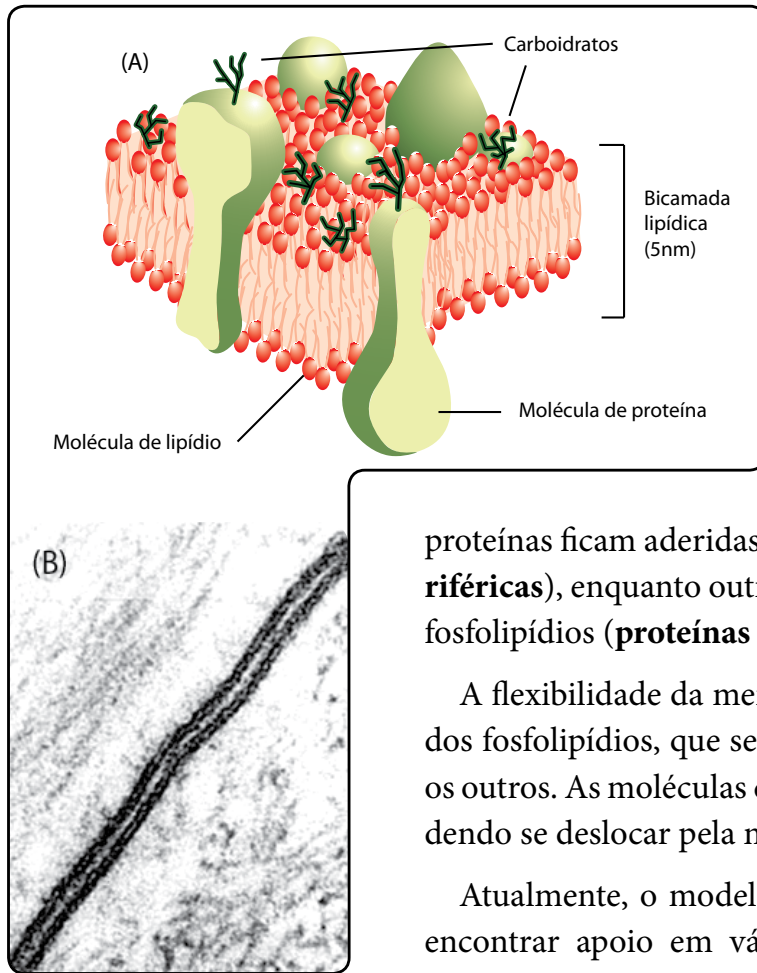 (A)
Carboidratos
Bicamada
lipídica
(5nm)
Molécula de proteína
Molécula de lipídio
(B)
proteínas ficam aderidas
riféricas), enquanto outr
fosfolipídios (proteínas
A flexibilidade da me
dos fosfolipídios, que se
os outros. As moléculas
dendo se deslocar pela
Atualmente, o model
encontrar apoio em vá